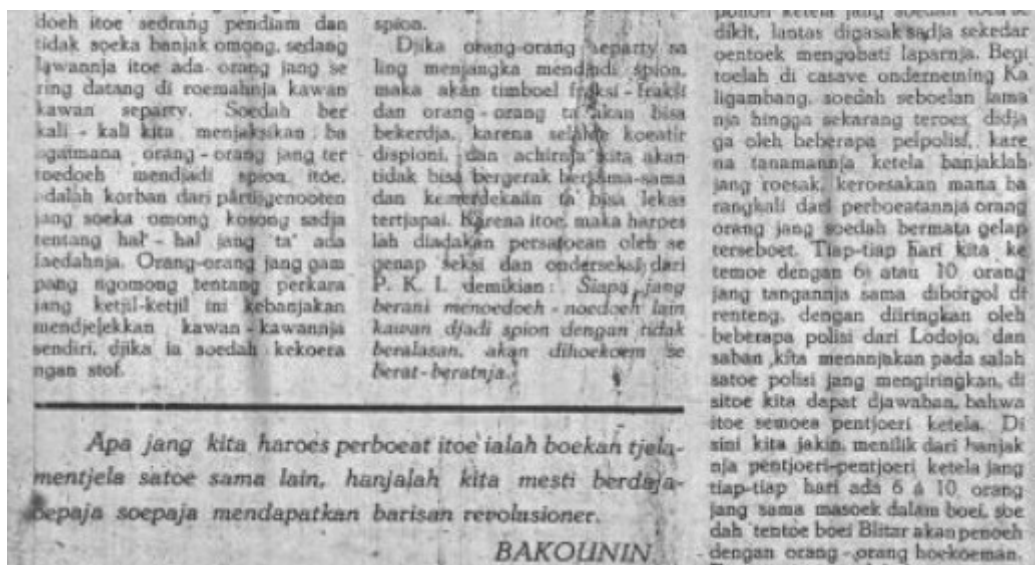 doeh itoe sedrang pendiam dan
tidak soeka banjak omong, sedang
lawannja itoe ada orang jang se
ring datang di roemahnja kawan
kawan separty. Soedah ber
kali - kali kita menjaksikan ba
agaimana orang - orang jang ter
toedoeh mendjadi spion itoe,
adalah korban dari partijgenooten
jang soeka omong kosong sadja
tentang hal - hal jang ta' ada
faedahnja. Orang-orang jang gam
pang ngomong tentang perkara
jang ketjil-ketjil ini kebanjakan
mendjelekkan kawan - kawannja
sendiri, djika ia soedah kekoera
ngan stof.
spion.
Djika orang-orang separty sa
ling menjangka mendjadi spion,
maka akan timboel fraksi - fraksi
dan orang - orang ta' akan bisa
bekerdja, karena selaloe koeatir
dispioni, dan achirnja kita akan
tidak bisa bergerak bersama-sama
dan kemerdekaän ta' bisa lekas
tertjapai. Karena itoe, maka harpes
lah diadakan persatoean oleh se
genap seksi dan onderseksi dari
P. K. I. demikian: Siapa jang
berani menoedoeh - noedoeh lain
kawan djadi spion dengan tidak
beralasan, akan dihoekoem se
berat - beratnja.
Apa jang kita haroes perboeat itoe ialah boekan tjela-
mentjela satoe sama lain, hanjalah kita mesti berdaja-
oepaja soepaja mendapatkan barisan revolusioner.
BAKOUNIN.
pohon ketela jang soedah
dikit, lantas digasak sadja sekedar
oentoek mengobati laparnja. Begi
toelah di casave onderneming Ka
ligambang, soedah seboelan lama
nja hingga sekarang teroes didja
ga oleh beberapa pelpolisi, kare
na tanamannja ketela banjaklah
jang roesak, keroesakan mana ba
rangkali dari perboeatannja orang
orang jang soedah bermata gelap
terseboet. Tiap-tiap hari kita ke
temoe dengan 6 atau 10 orang
jang tangannja sama diborgol di
renteng, dengan diiringkan oleh
beberapa polisi dari Lodojo, dan
saban kita menanjakan pada salah
satoe polisi jang mengiringkan, di
sitoe kita dapat djawaban, bahwa
itoe semoea pentjoeri ketela. Di
sini kita jakin, menilik dari banjak
nja pentjoeri-pentjoeri ketela jang
tiap-tiap hari ada 6 á 10 orang
jang sama masoek dalam boei, soe
dah tentoe boei Blitar akan penoeh
dengan orang - orang hoekoeman.